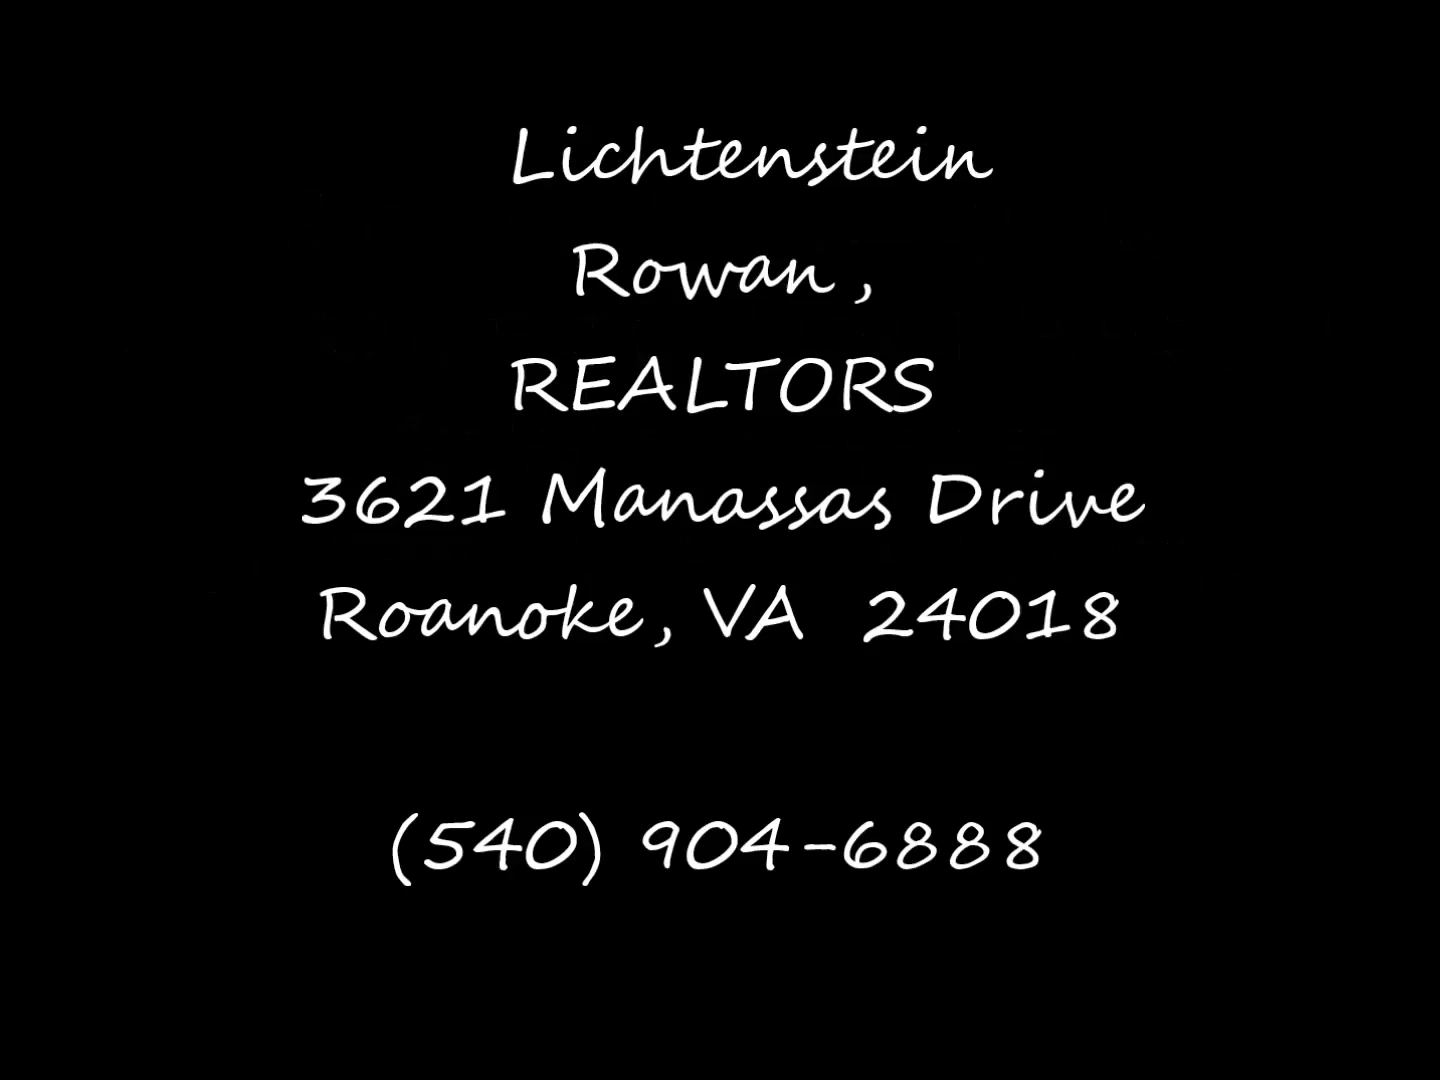 Lichtenstein
Rowan ,
REALTORS
3621 Manassas Drive
Roanoke, VA  24018
(540) 904-6888